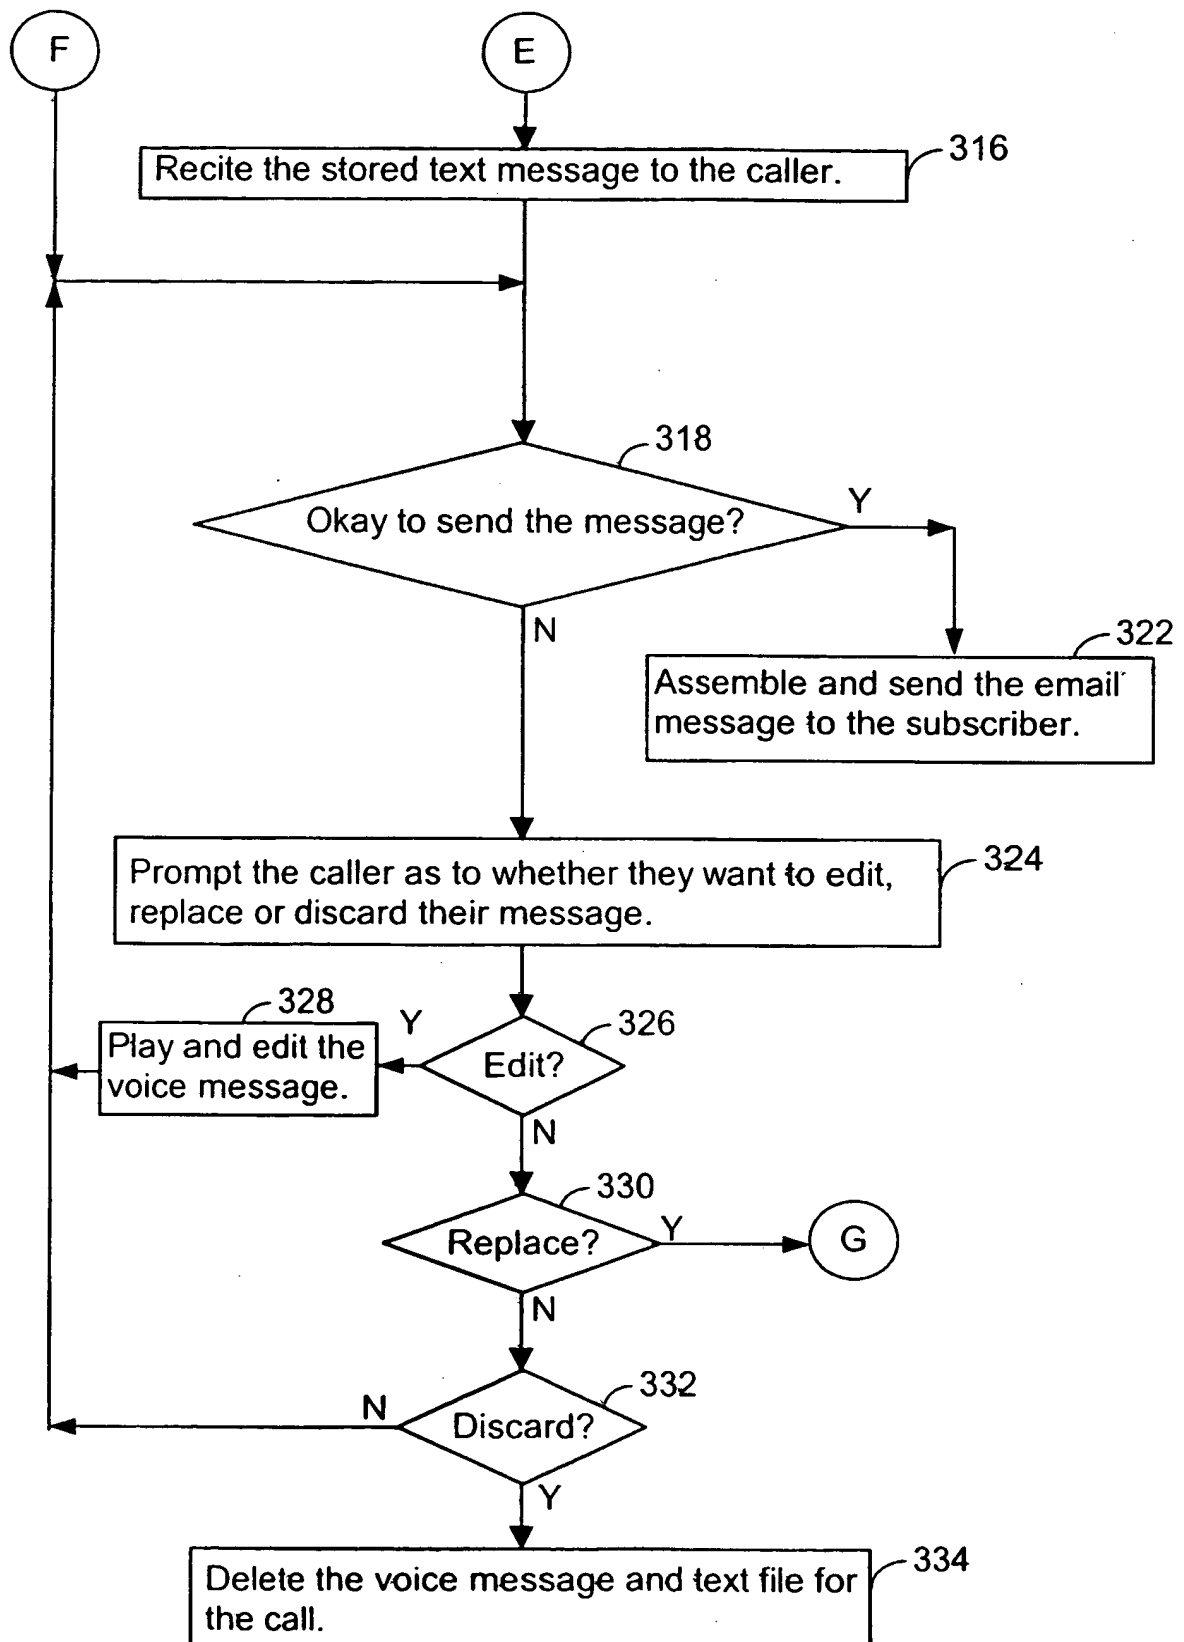 F
E
316
Recite the stored text message to the caller.
318
Okay to send the message?
Y
N
322
Assemble and send the email
message to the subscriber.
324
Prompt the caller as to whether they want to edit,
replace or discard their message.
328
Play and edit the
voice message.
Y
326
Edit?
N
330
Replace?
Y
G
N
332
Discard?
N
Y
334
Delete the voice message and text file for
the call.